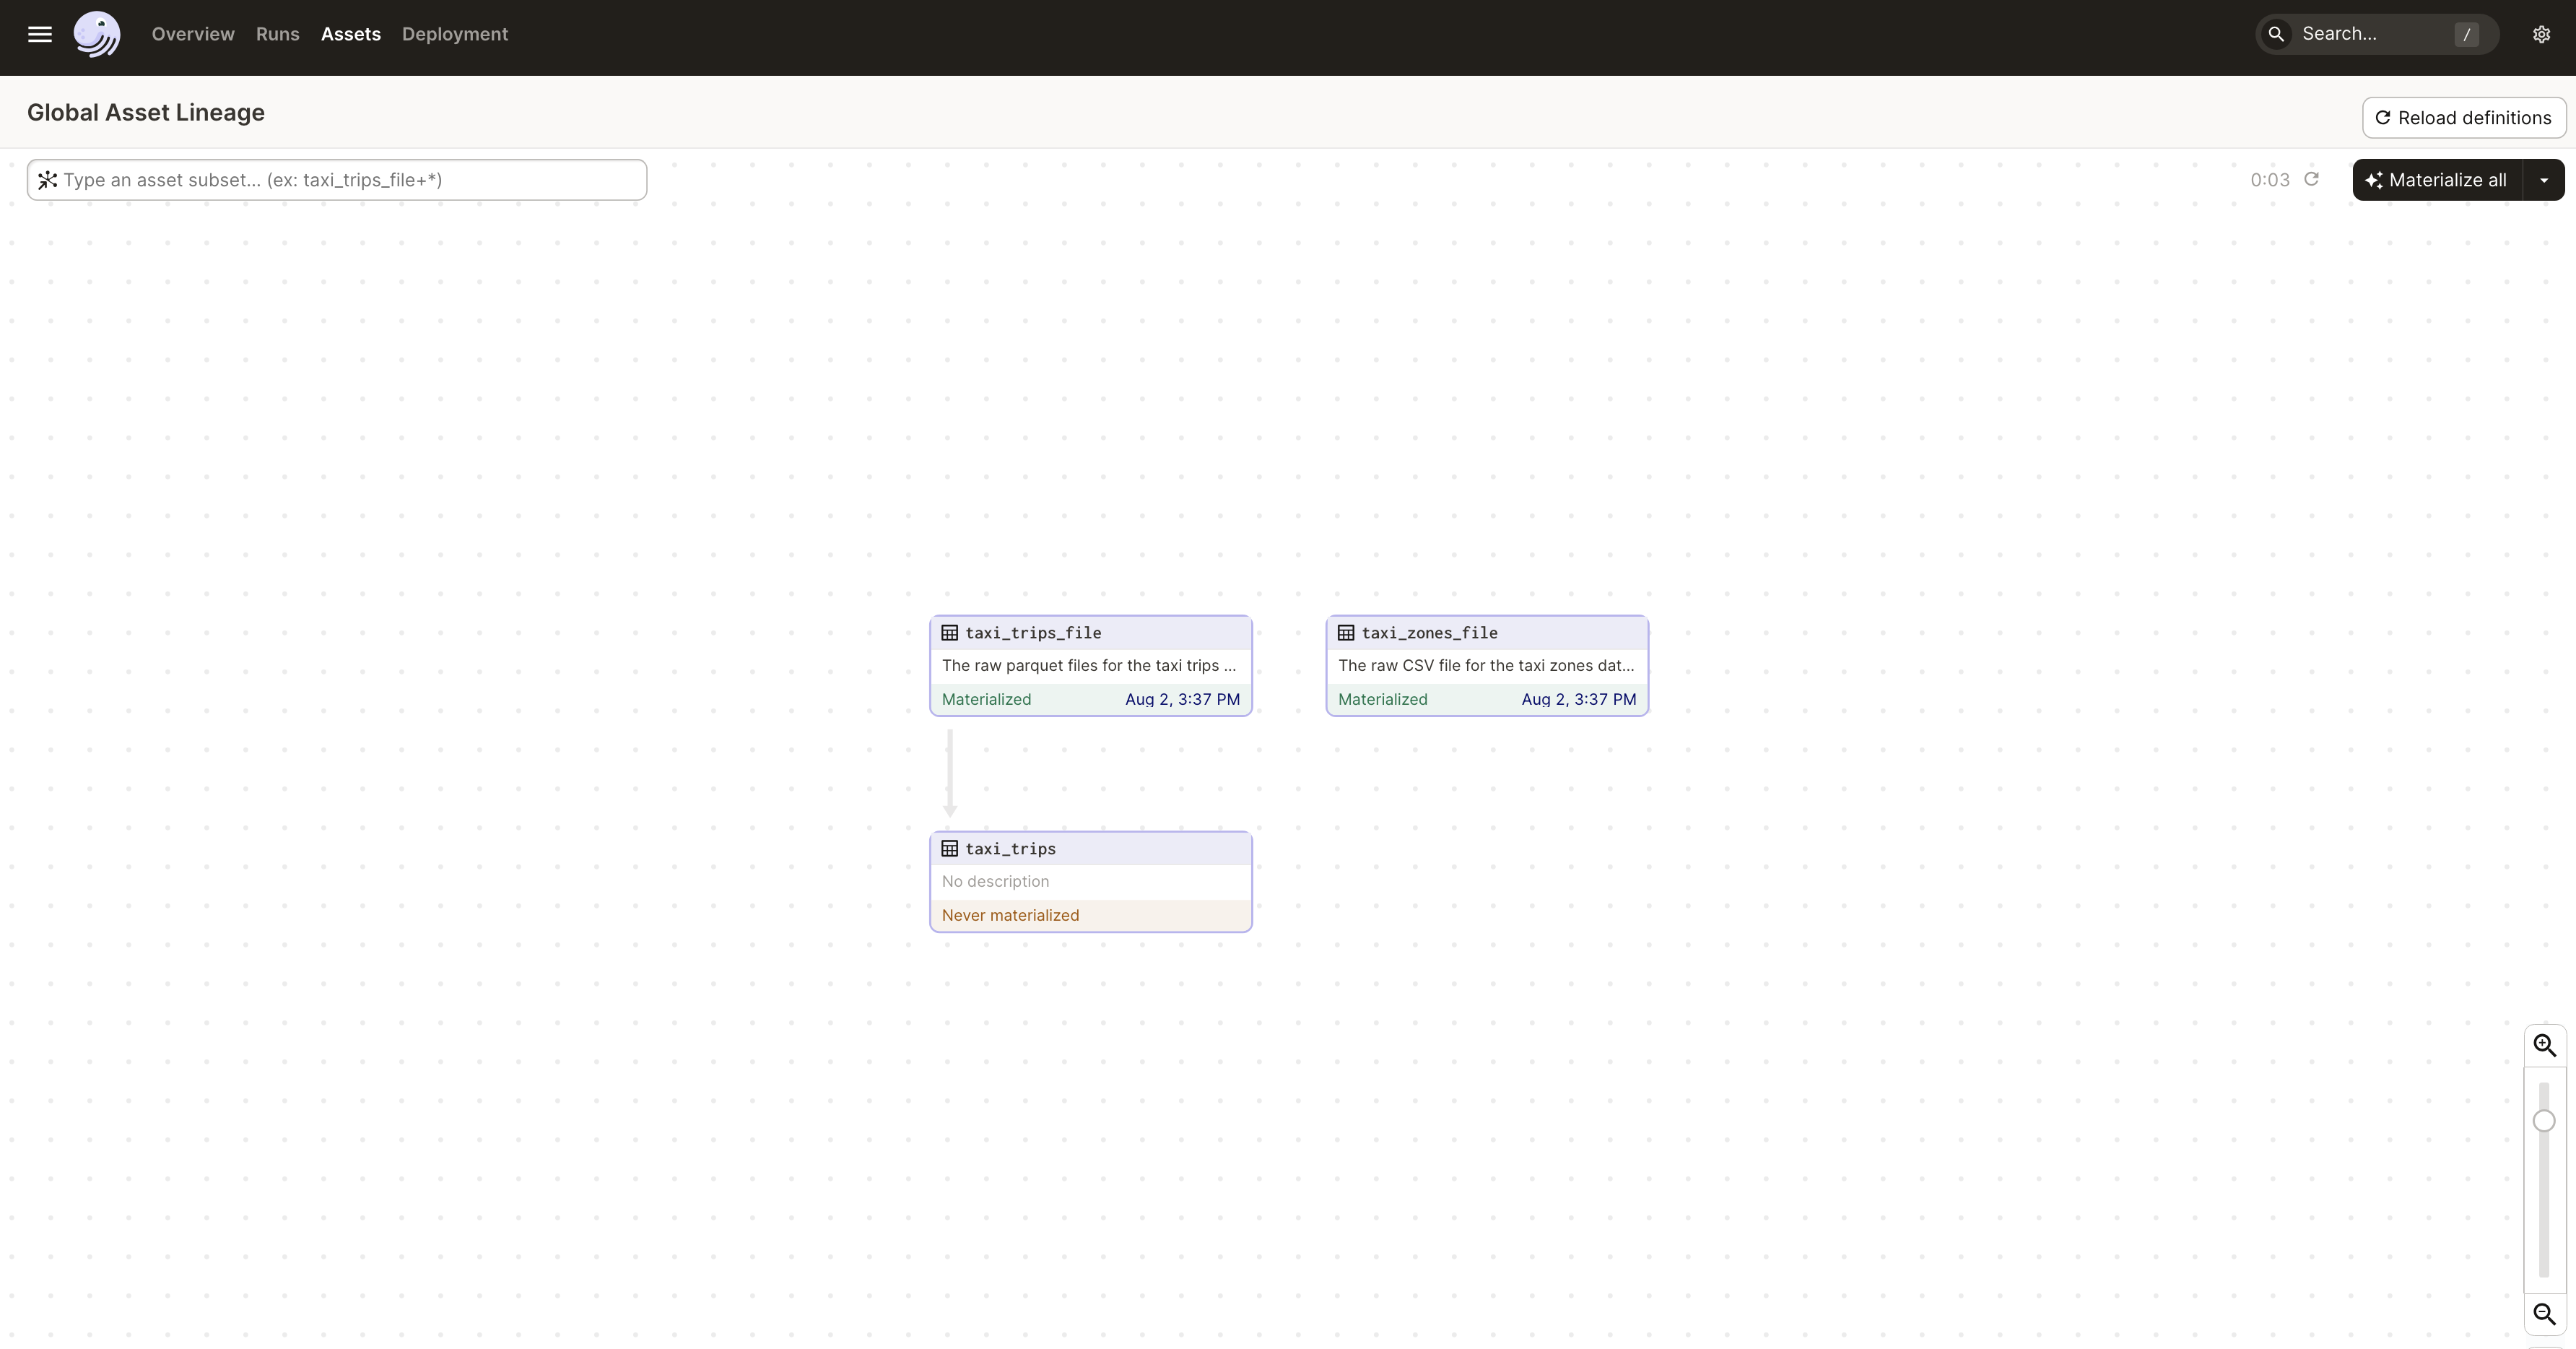 Overview Runs Assets Deployment Search... /
Global Asset Lineage
Reload definitions
Type an asset subset... (ex: taxi_trips_file+*)
0:03
Materialize all
taxi_trips_file
The raw parquet files for the taxi trips ...
Materialized Aug 2, 3:37 PM
taxi_zones_file
The raw CSV file for the taxi zones dat...
Materialized Aug 2, 3:37 PM
taxi_trips
No description
Never materialized